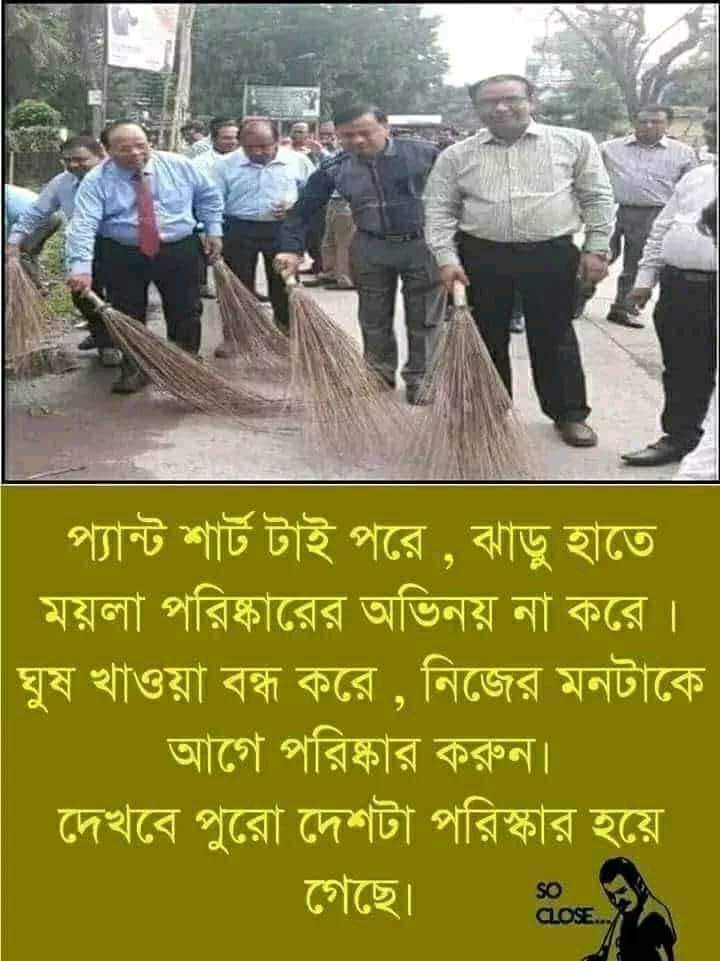 প্যান্ট শার্ট টাই পরে , ঝাড়ু হাতে
ময়লা পরিষ্কারের অভিনয় না করে ।
ঘুষ খাওয়া বন্ধ করে , নিজের মনটাকে
আগে পরিষ্কার করুন।
দেখবে পুরো দেশটা পরিস্কার হয়ে
গেছে।
SO
CLOSE...